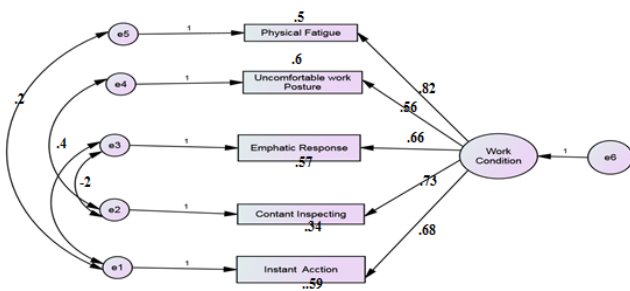 .5
e5
1
Physical Fatigue
.6
e4
1
Uncomfortable work
Posture
.82
.2
.56
.4
e3
1
Emphatic Response
.57
.66
Work
Condition
1
e6
-2
.73
e2
1
Contant Inspecting
.34
.68
e1
1
Instant Acction
..59